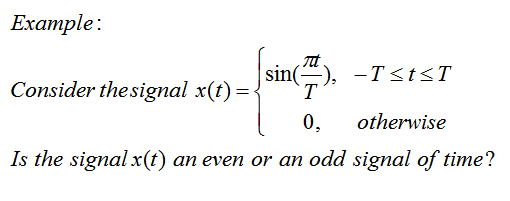 Example:
Consider the signal x(t) = { sin(πt/T), −T ≤ t ≤ T
0, otherwise
Is the signal x(t) an even or an odd signal of time?